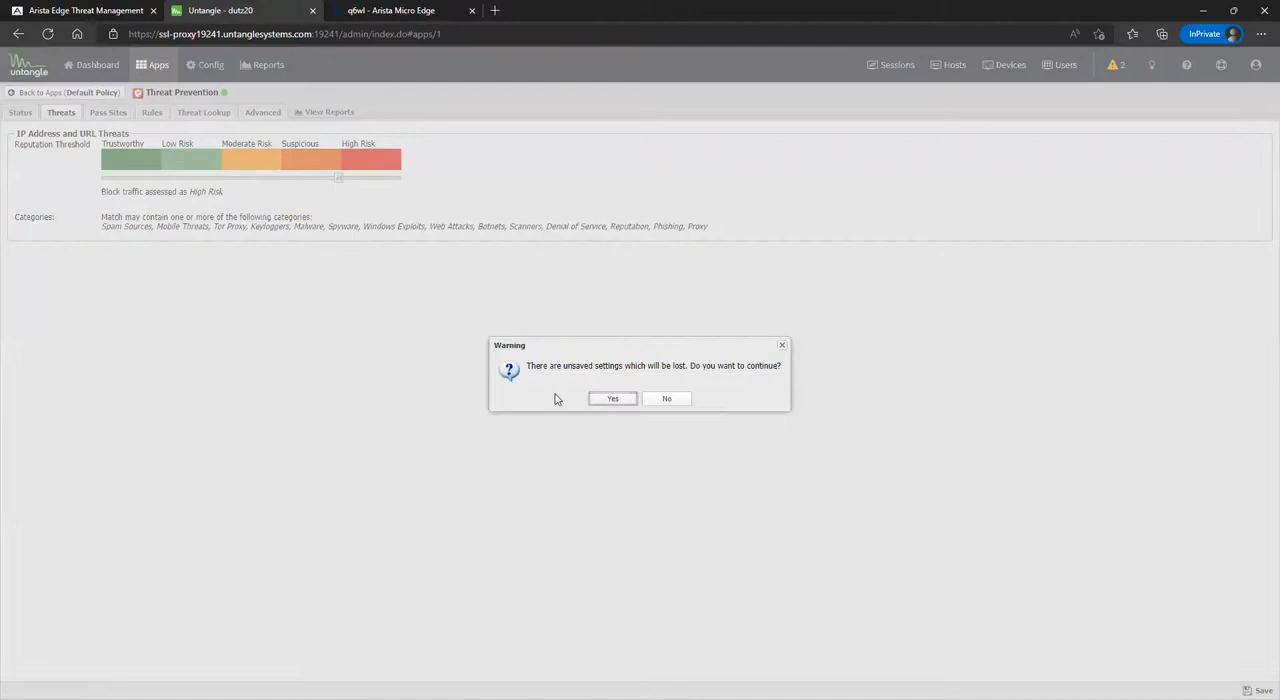 Arista Edge Threat Management
Untangle - dutz20
q6wl - Arista Micro Edge
https://ssl-proxy19241.untanglesystems.com:19241/admin/index.do#apps/1
InPrivate
untangle
Dashboard
Apps
Config
Reports
Sessions
Hosts
Devices
Users
2
Back to Apps (Default Policy)
Threat Prevention
Status
Threats
Pass Sites
Rules
Threat Lookup
Advanced
View Reports
IP Address and URL Threats
Reputation Threshold
Trustworthy
Low Risk
Moderate Risk
Suspicious
High Risk
Block traffic assessed as High Risk
Categories:
Match may contain one or more of the following categories:
Spam Sources, Mobile Threats, Tor Proxy, Keyloggers, Malware, Spyware, Windows Exploits, Web Attacks, Botnets, Scanners, Denial of Service, Reputation, Phishing, Proxy
Warning
There are unsaved settings which will be lost. Do you want to continue?
Yes
No
Save